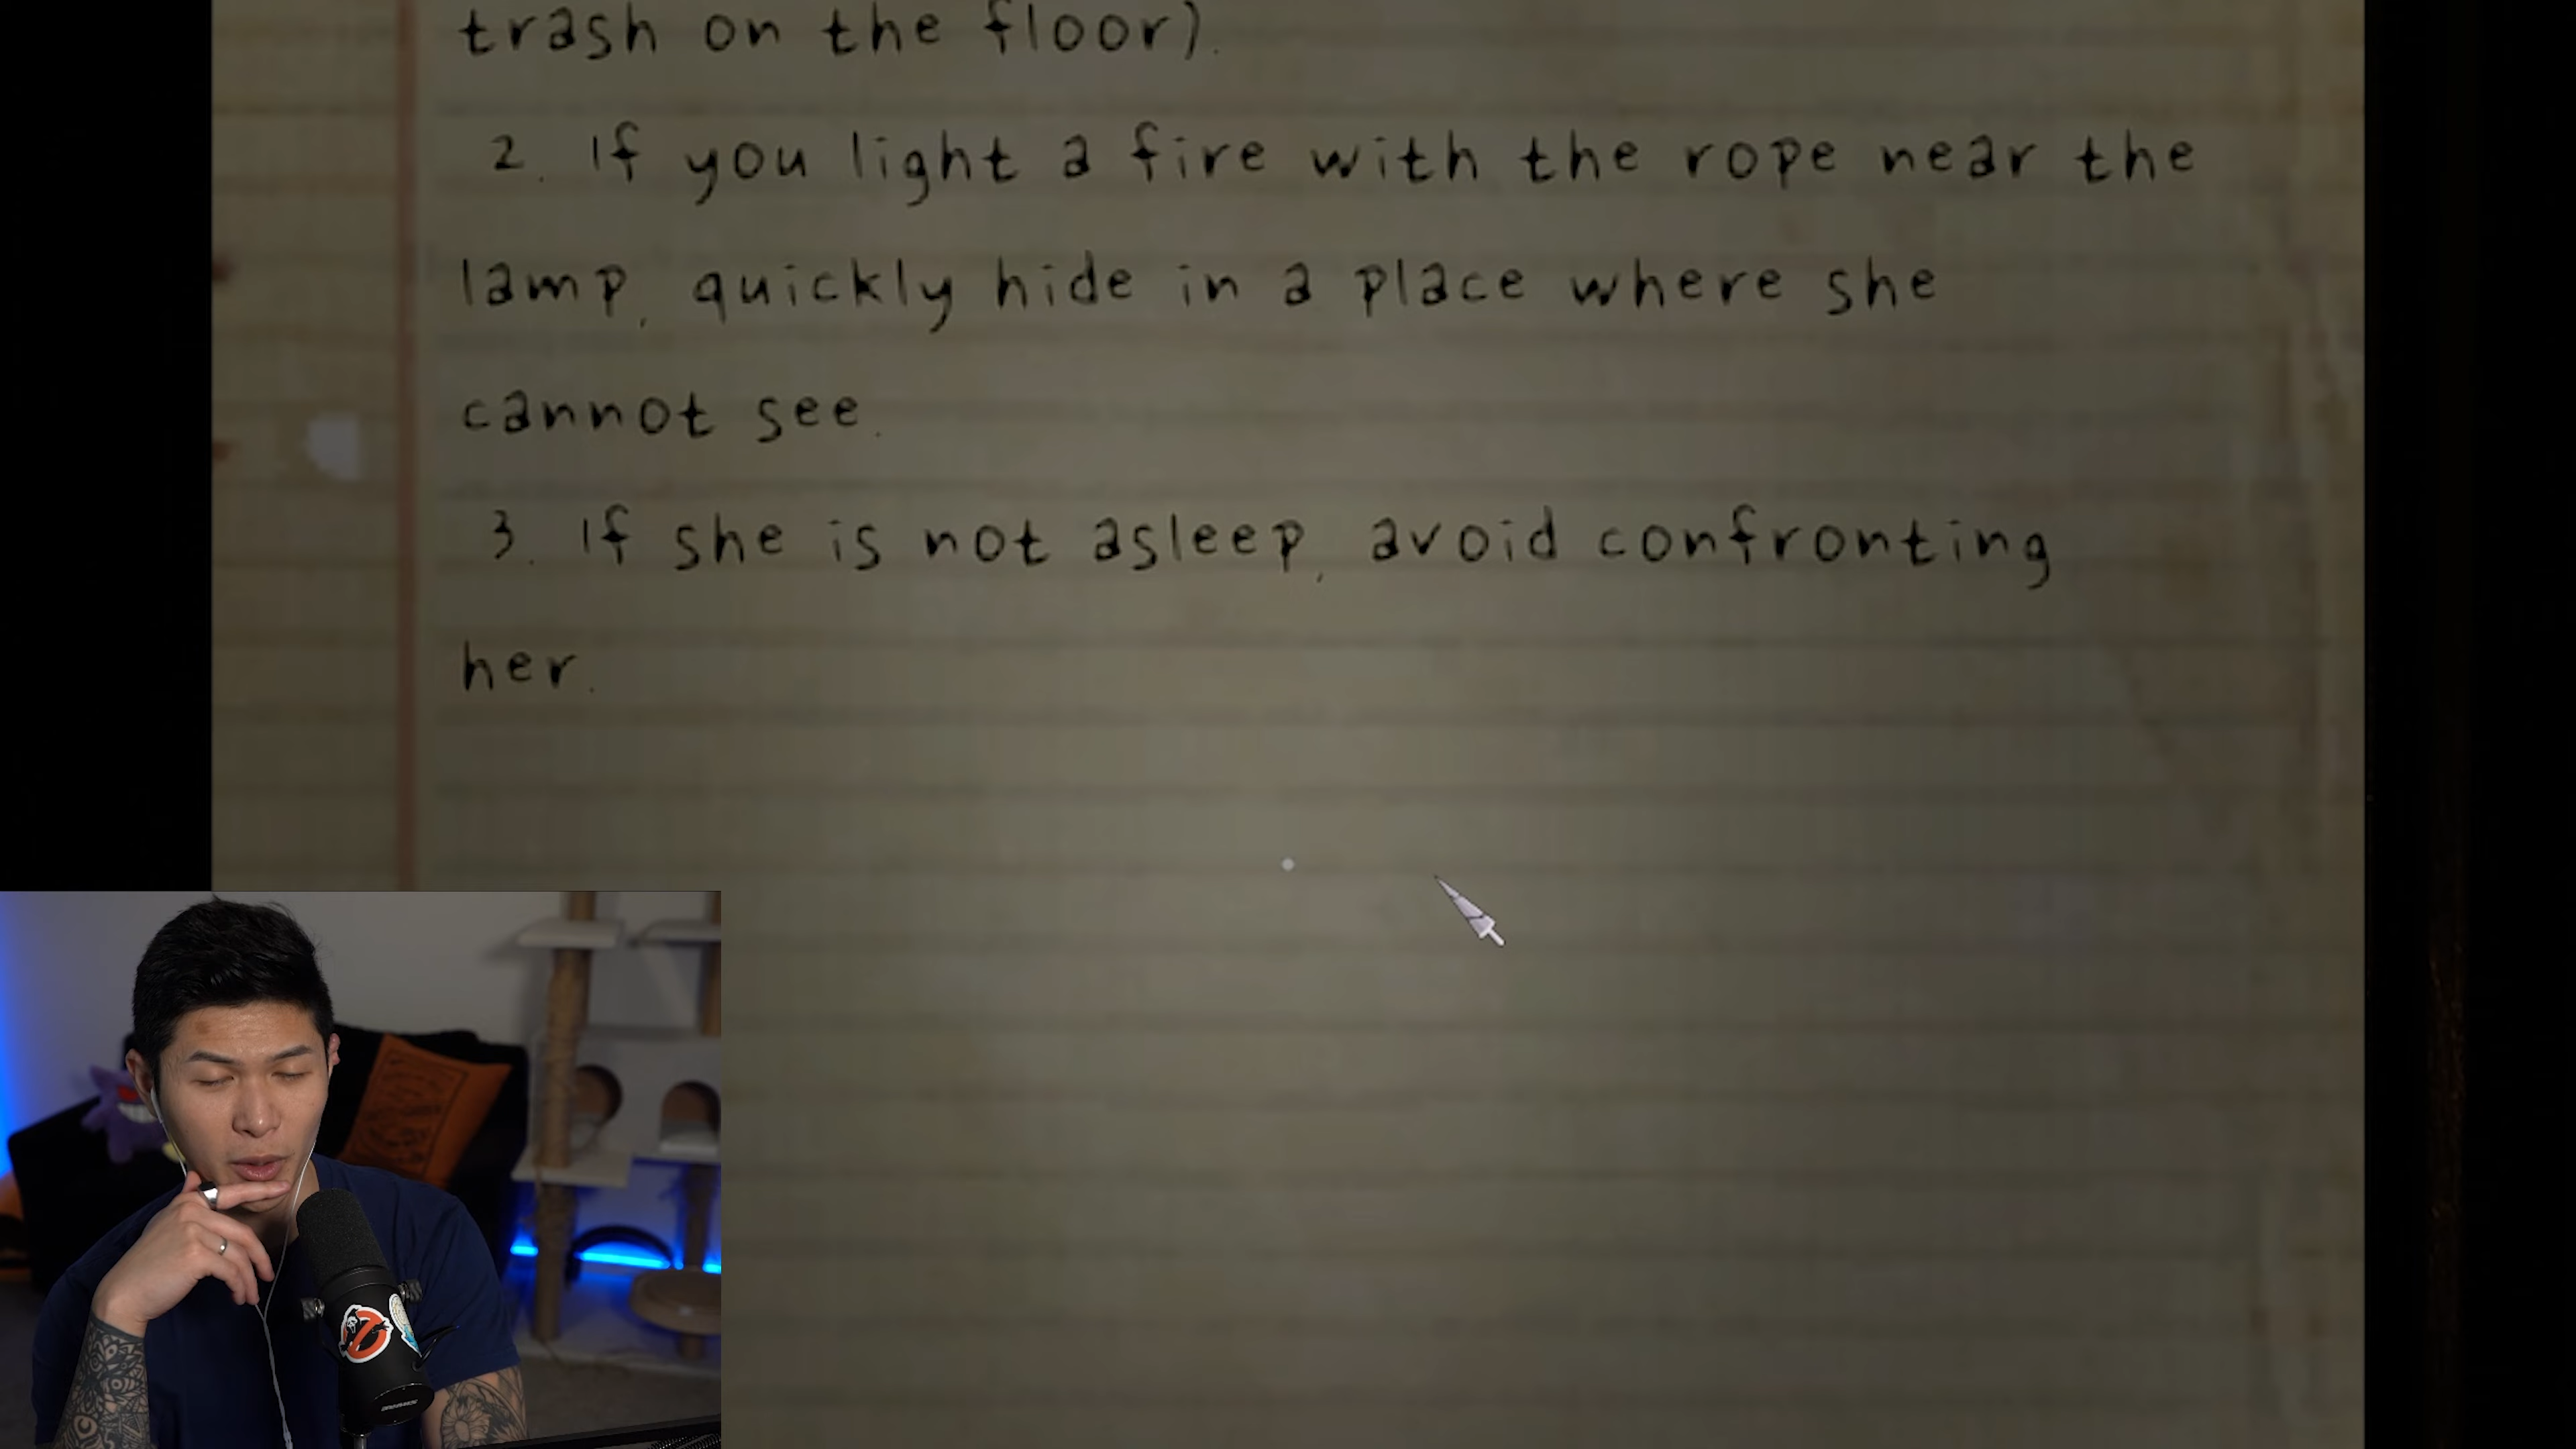 trash on the floor).
2. If you light a fire with the rope near the
lamp, quickly hide in a place where she
cannot see.
3. If she is not asleep, avoid confronting
her.